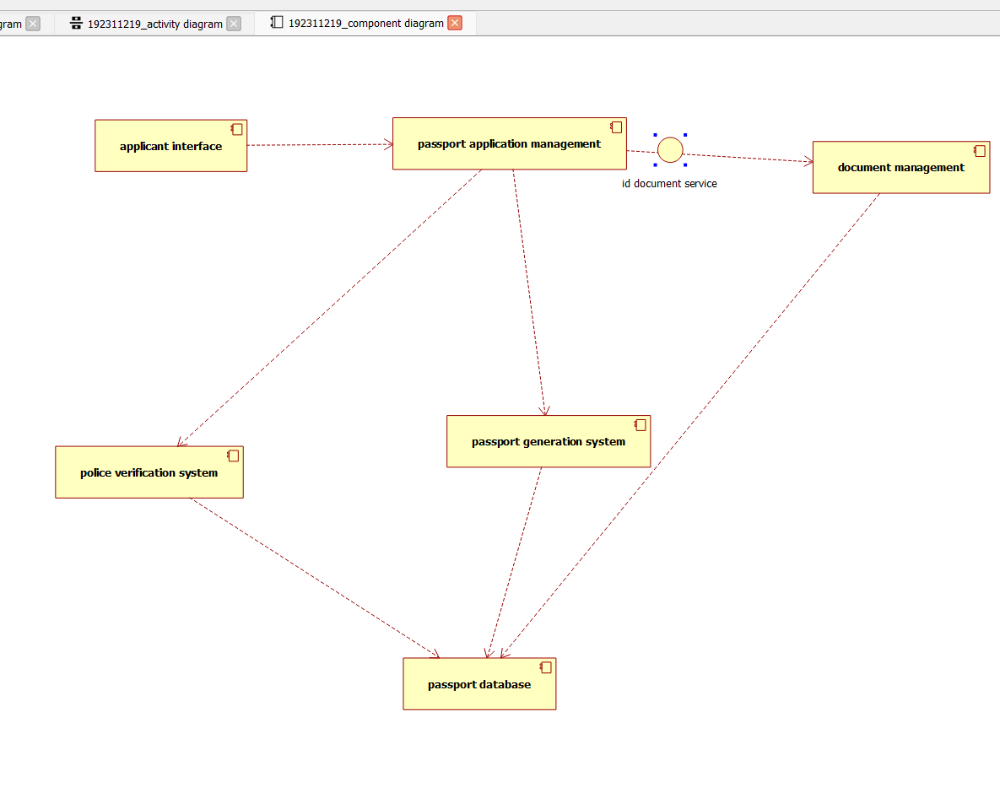 gram
192311219_activity diagram
192311219_component diagram
applicant interface
passport application management
id document service
document management
police verification system
passport generation system
passport database